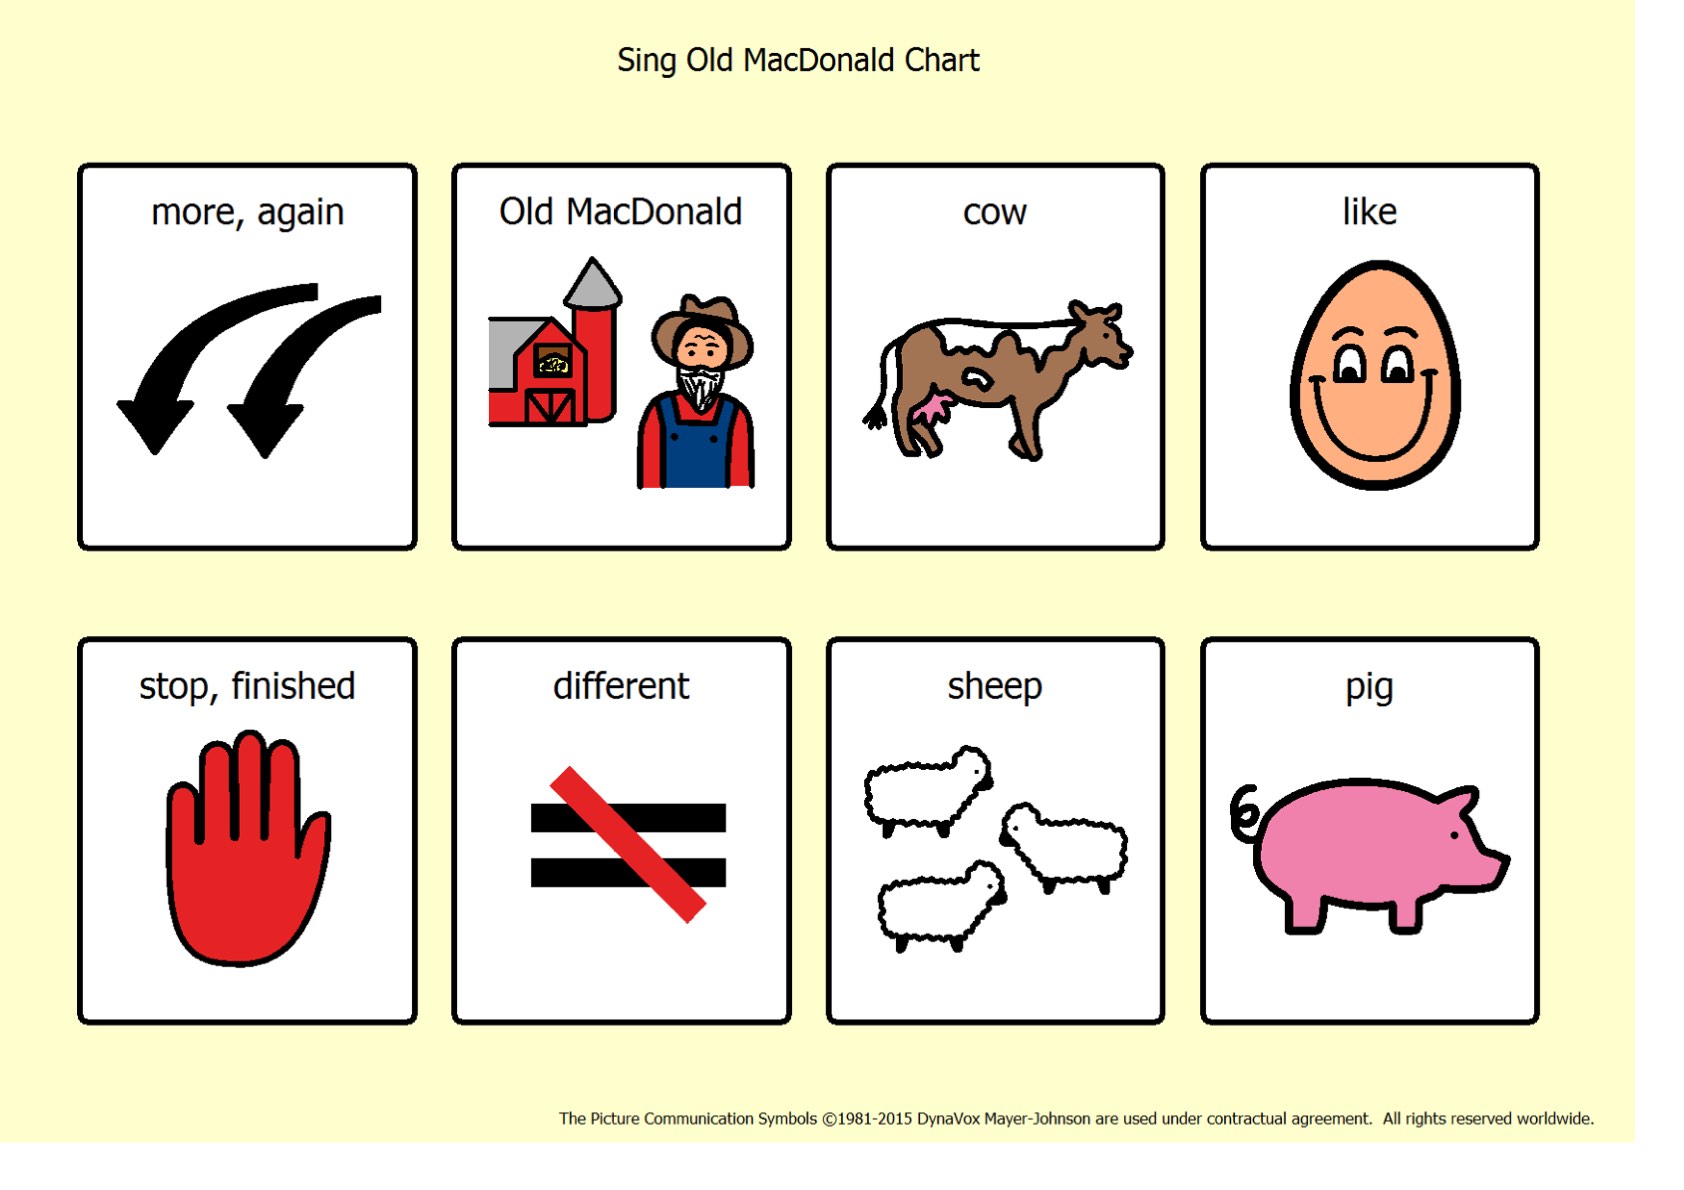 Sing Old MacDonald Chart
more, again
Old MacDonald
cow
like
stop, finished
different
sheep
pig
The Picture Communication Symbols ©1981-2015 DynaVox Mayer-Johnson are used under contractual agreement.  All rights reserved worldwide.